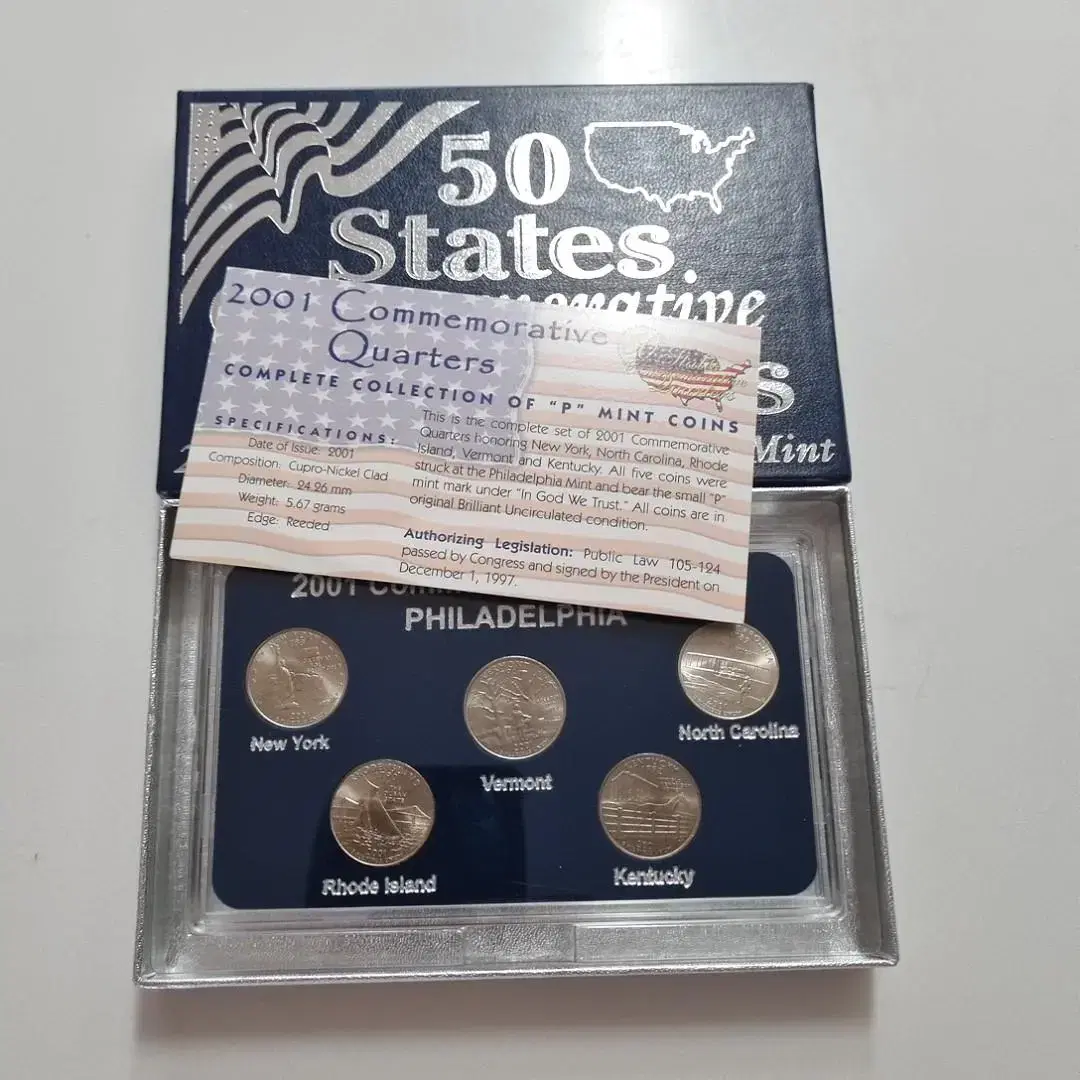 50
States
2001 Commemorative
Quarters
COMPLETE COLLECTION OF "P" MINT COINS
SPECIFICATIONS:
Date of Issue: 2001
Composition: Cupro-Nickel Clad
Diameter: 24.26 mm
Weight: 5.67 grams
Edge: Reeded
This is the complete set of 2001 Commemorative
Quarters honoring New York, North Carolina, Rhode
Island, Vermont and Kentucky. All five coins were
struck at the Philadelphia Mint and bear the small "P"
mint mark under "In God We Trust." All coins are in
original Brilliant Uncirculated condition.
Authorizing Legislation: Public Law 105-124
passed by Congress and signed by the President on
December 1, 1997.
Mint
2001
PHILADELPHIA
New York
Vermont
North Carolina
Rhode Island
Kentucky